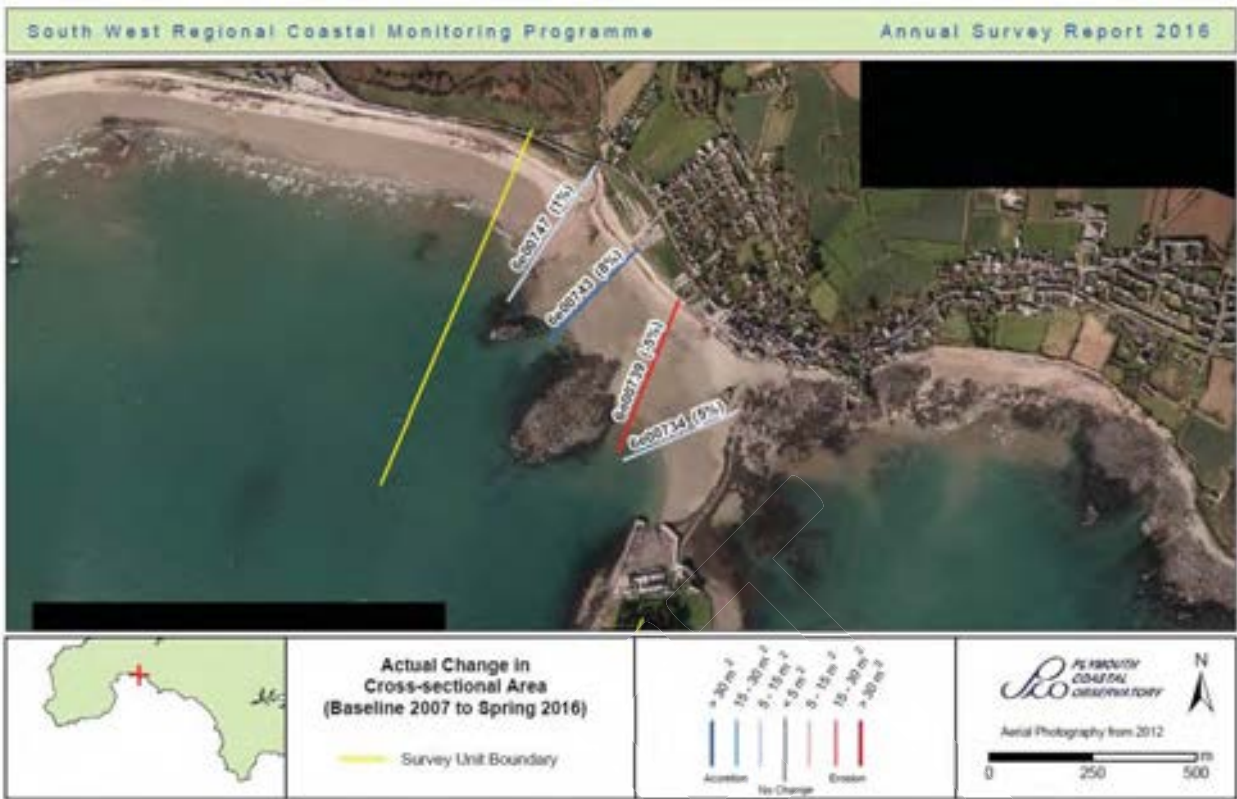 South West Regional Coastal Monitoring Programme
Annual Survey Report 2016
6e00747 (1%)
6e00743 (8%)
6e00739 (-5%)
6e00734 (9%)
Actual Change in
Cross-sectional Area
(Baseline 2007 to Spring 2016)
Survey Unit Boundary
> 30 m²
15 - 30 m²
5 - 15 m²
< 5 m²
5 - 15 m²
15 - 30 m²
> 30 m²
Accretion
No Change
Erosion
PLYMOUTH
COASTAL
OBSERVATORY
N
Aerial Photography from 2012
m
0 250 500